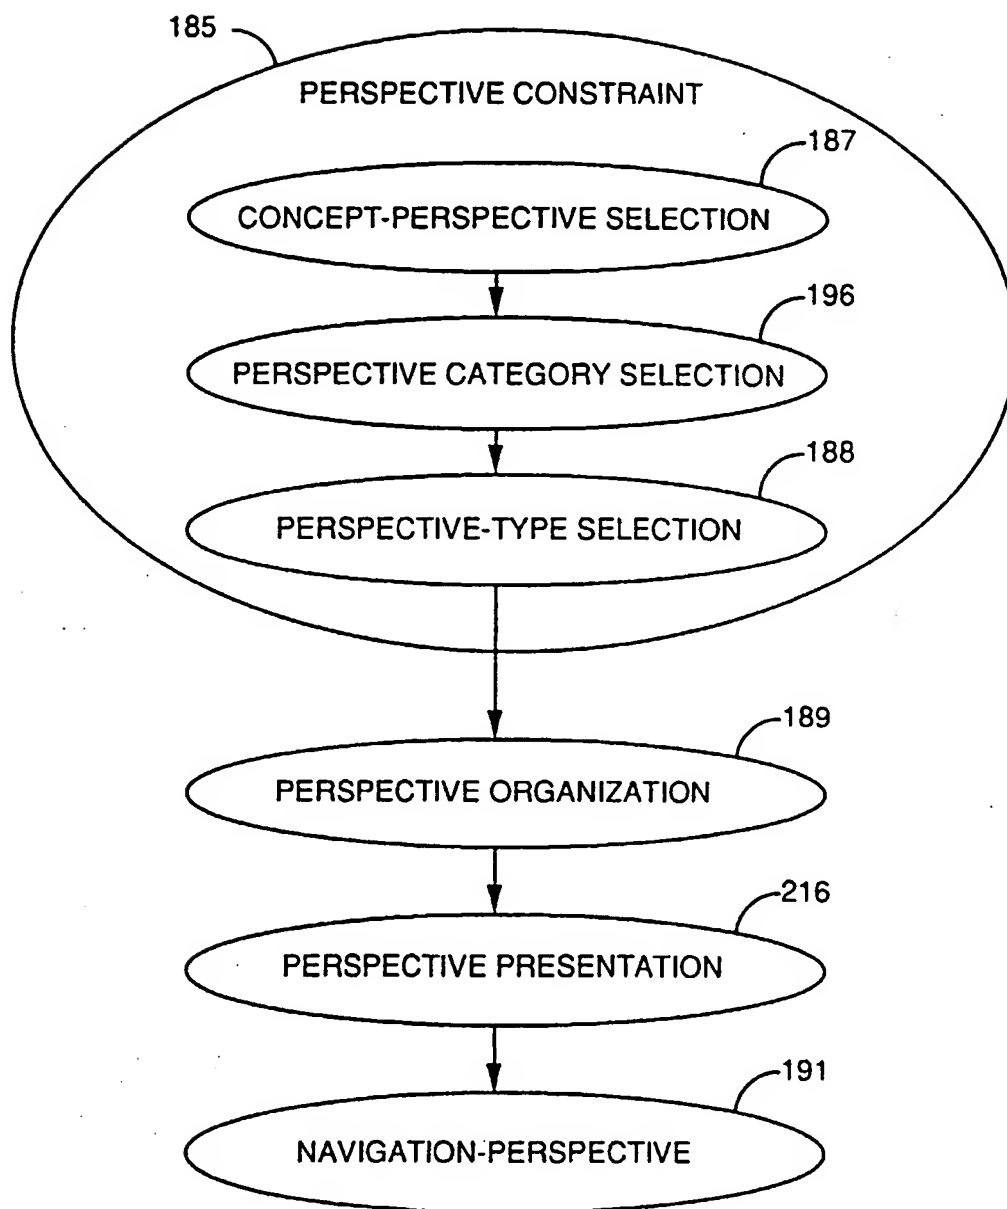 185
PERSPECTIVE CONSTRAINT
187
CONCEPT-PERSPECTIVE SELECTION
196
PERSPECTIVE CATEGORY SELECTION
188
PERSPECTIVE-TYPE SELECTION
189
PERSPECTIVE ORGANIZATION
216
PERSPECTIVE PRESENTATION
191
NAVIGATION-PERSPECTIVE